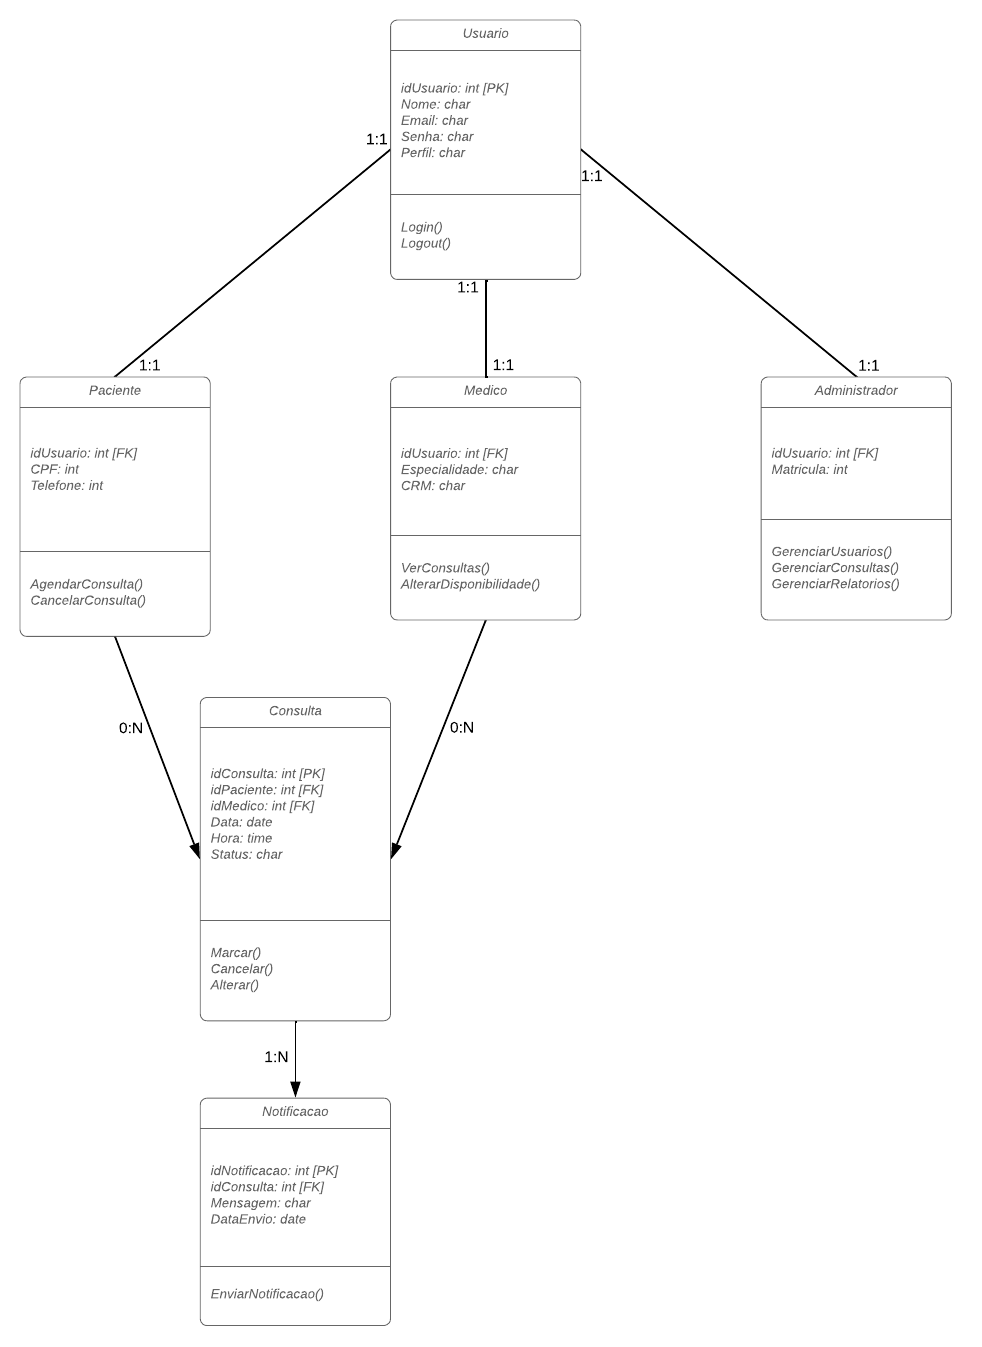 Usuario
idUsuario: int [PK]
Nome: char
Email: char
Senha: char
Perfil: char
Login()
Logout()
1:1
1:1
1:1
1:1
1:1
1:1
Paciente
idUsuario: int [FK]
CPF: int
Telefone: int
AgendarConsulta()
CancelarConsulta()
Medico
idUsuario: int [FK]
Especialidade: char
CRM: char
VerConsultas()
AlterarDisponibilidade()
Administrador
idUsuario: int [FK]
Matricula: int
GerenciarUsuarios()
GerenciarConsultas()
GerenciarRelatorios()
0:N
0:N
Consulta
idConsulta: int [PK]
idPaciente: int [FK]
idMedico: int [FK]
Data: date
Hora: time
Status: char
Marcar()
Cancelar()
Alterar()
1:N
Notificacao
idNotificacao: int [PK]
idConsulta: int [FK]
Mensagem: char
DataEnvio: date
EnviarNotificacao()